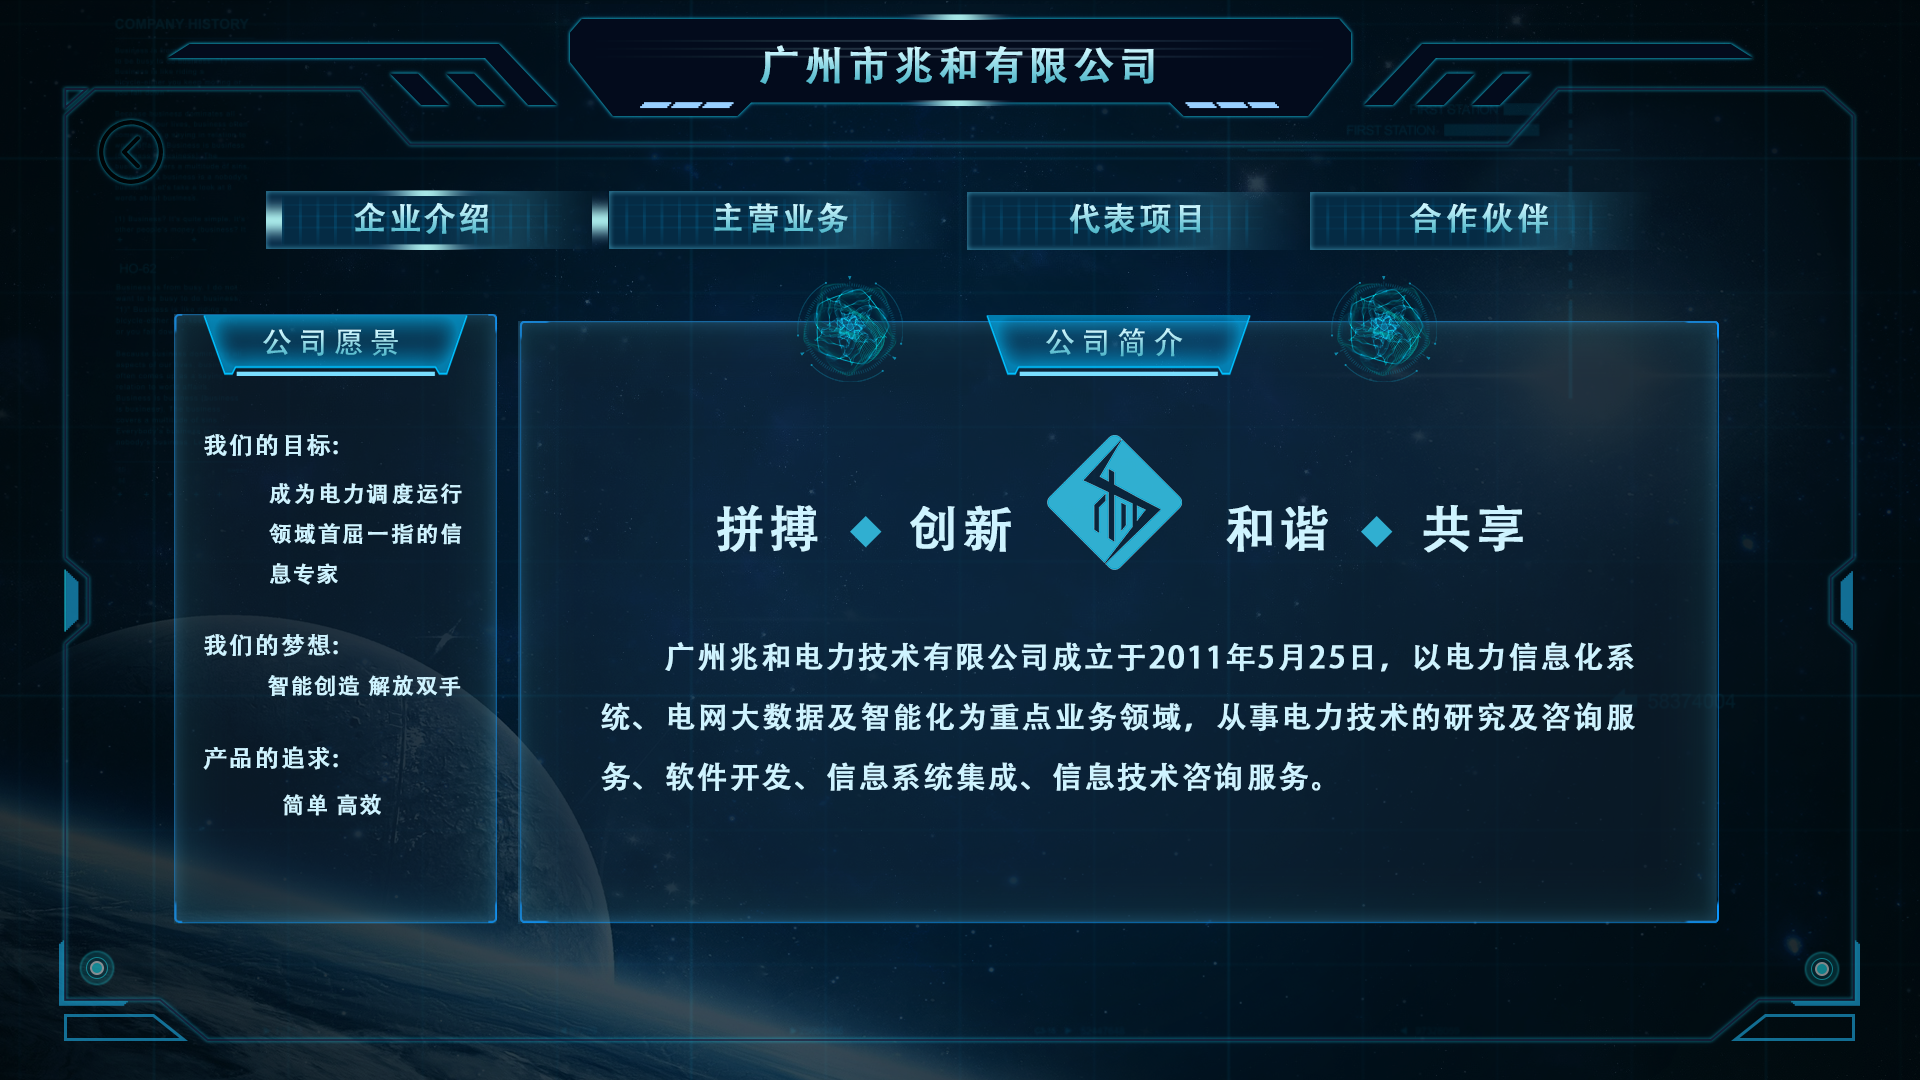 COMPANY HISTORY
广州市兆和有限公司
FIRST STATION
FIRST STATION
企业介绍
主营业务
代表项目
合作伙伴
HO-62
公司愿景
我们的目标:
成为电力调度运行
领域首屈一指的信
息专家
我们的梦想:
智能创造 解放双手
产品的追求:
简单 高效
公司简介
拼搏 ◆ 创新 和谐 ◆ 共享
广州兆和电力技术有限公司成立于2011年5月25日，以电力信息化系
统、电网大数据及智能化为重点业务领域，从事电力技术的研究及咨询服
务、软件开发、信息系统集成、信息技术咨询服务。